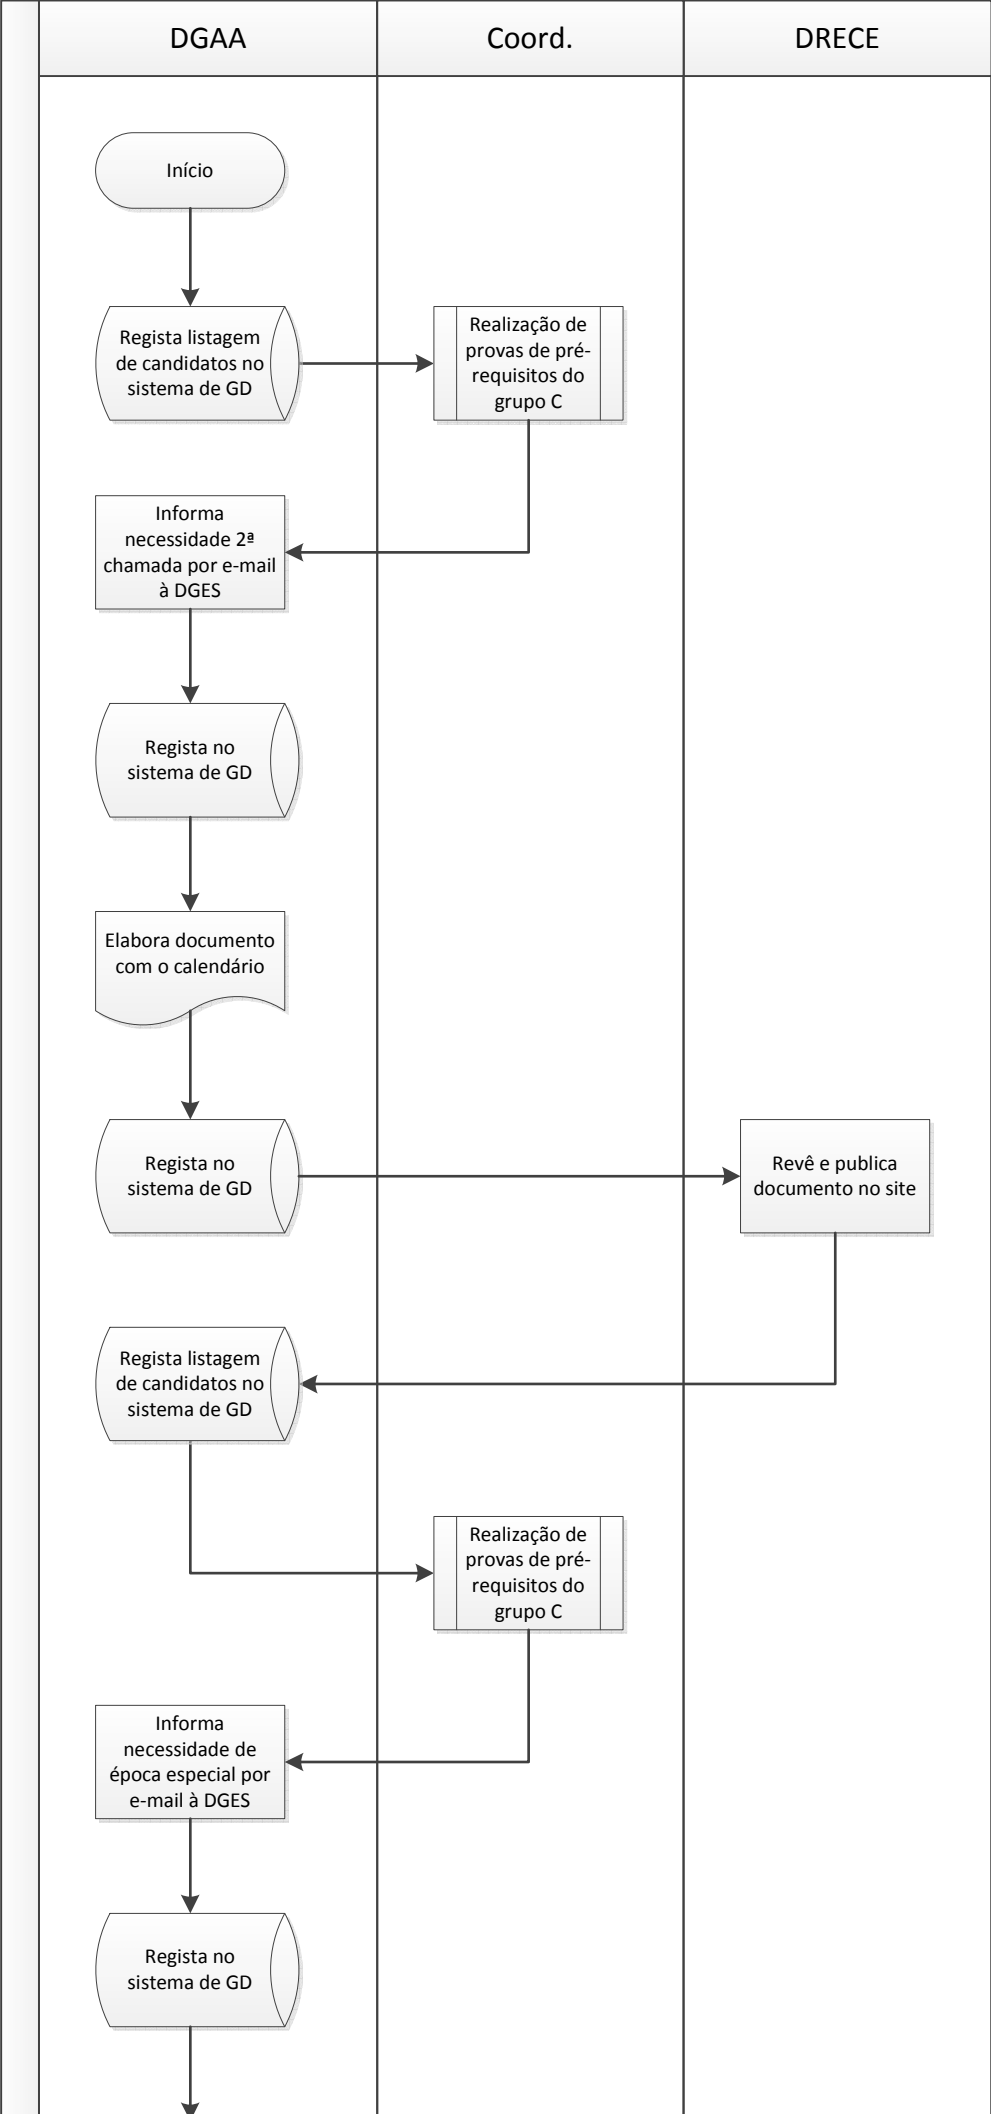 DGAA
Coord.
DRECE
Início
Regista listagem
de candidatos no
sistema de GD
Realização de
provas de pré-
requisitos do
grupo C
Informa
necessidade 2ª
chamada por e-mail
à DGES
Regista no
sistema de GD
Elabora documento
com o calendário
Regista no
sistema de GD
Revê e publica
documento no site
Regista listagem
de candidatos no
sistema de GD
Realização de
provas de pré-
requisitos do
grupo C
Informa
necessidade de
época especial por
e-mail à DGES
Regista no
sistema de GD